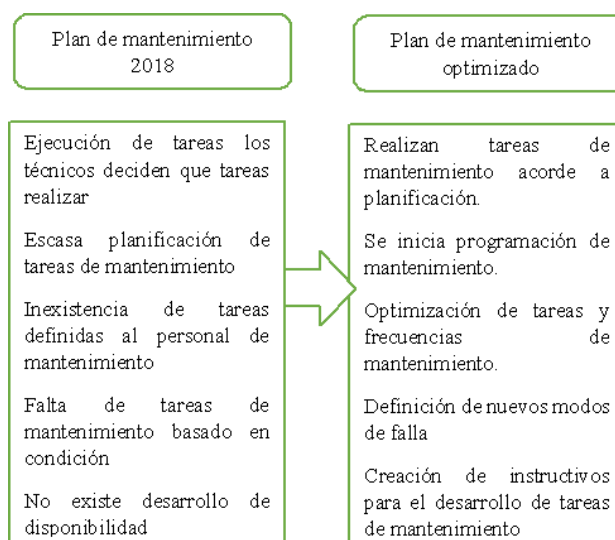 Plan de mantenimiento
2018
Ejecución de tareas los
técnicos deciden que tareas
realizar
Escasa planificación de
tareas de mantenimiento
Inexistencia de tareas
definidas al personal de
mantenimiento
Falta de tareas de
mantenimiento basado en
condición
No existe desarrollo de
disponibilidad
Plan de mantenimiento
optimizado
Realizan tareas de
mantenimiento acorde a
planificación.
Se inicia programación de
mantenimiento.
Optimización de tareas y
frecuencias de
mantenimiento.
Definición de nuevos modos
de falla
Creación de instructivos
para el desarrollo de tareas
de mantenimiento